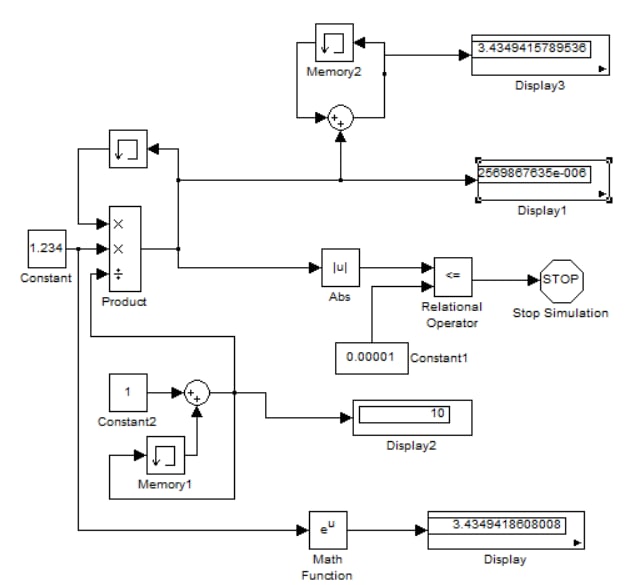 3.4349415789536
Memory2
Display3
2569867635e-006
Display1
1.234
Constant
×
×
÷
Product
|u|
Abs
<=
Relational
Operator
STOP
Stop Simulation
0.00001
Constant1
1
Constant2
10
Display2
Memory1
e^u
Math
Function
3.4349418608008
Display